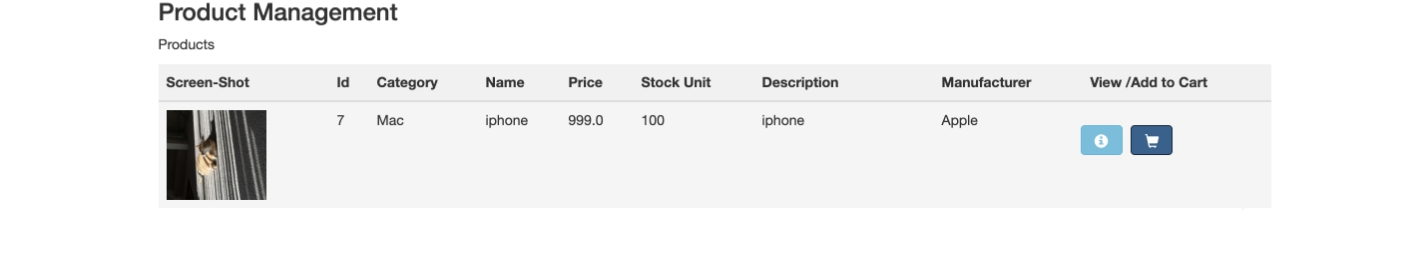 Product Management
Products
Screen-Shot Id Category Name Price Stock Unit Description Manufacturer View /Add to Cart
7 Mac iphone 999.0 100 iphone Apple